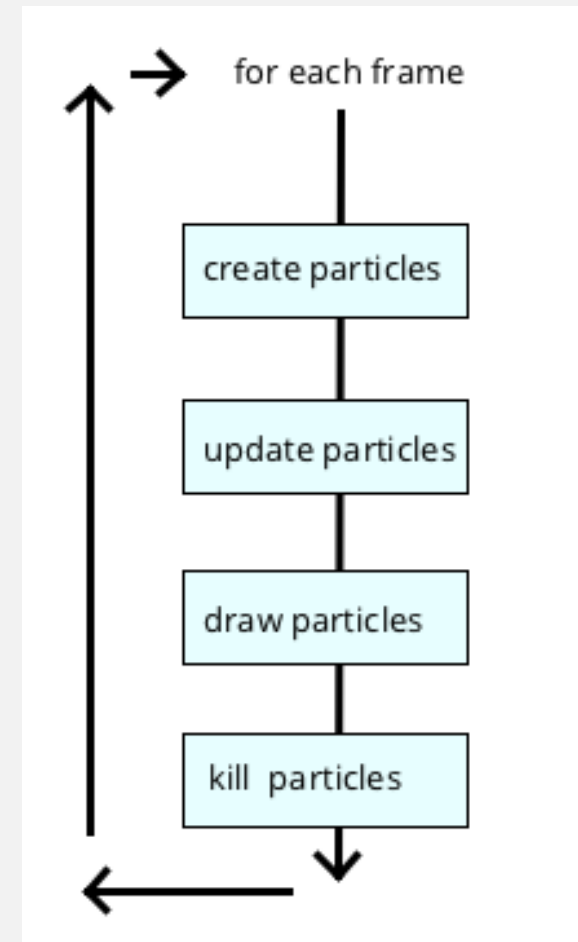 for each frame
create particles
update particles
draw particles
kill particles